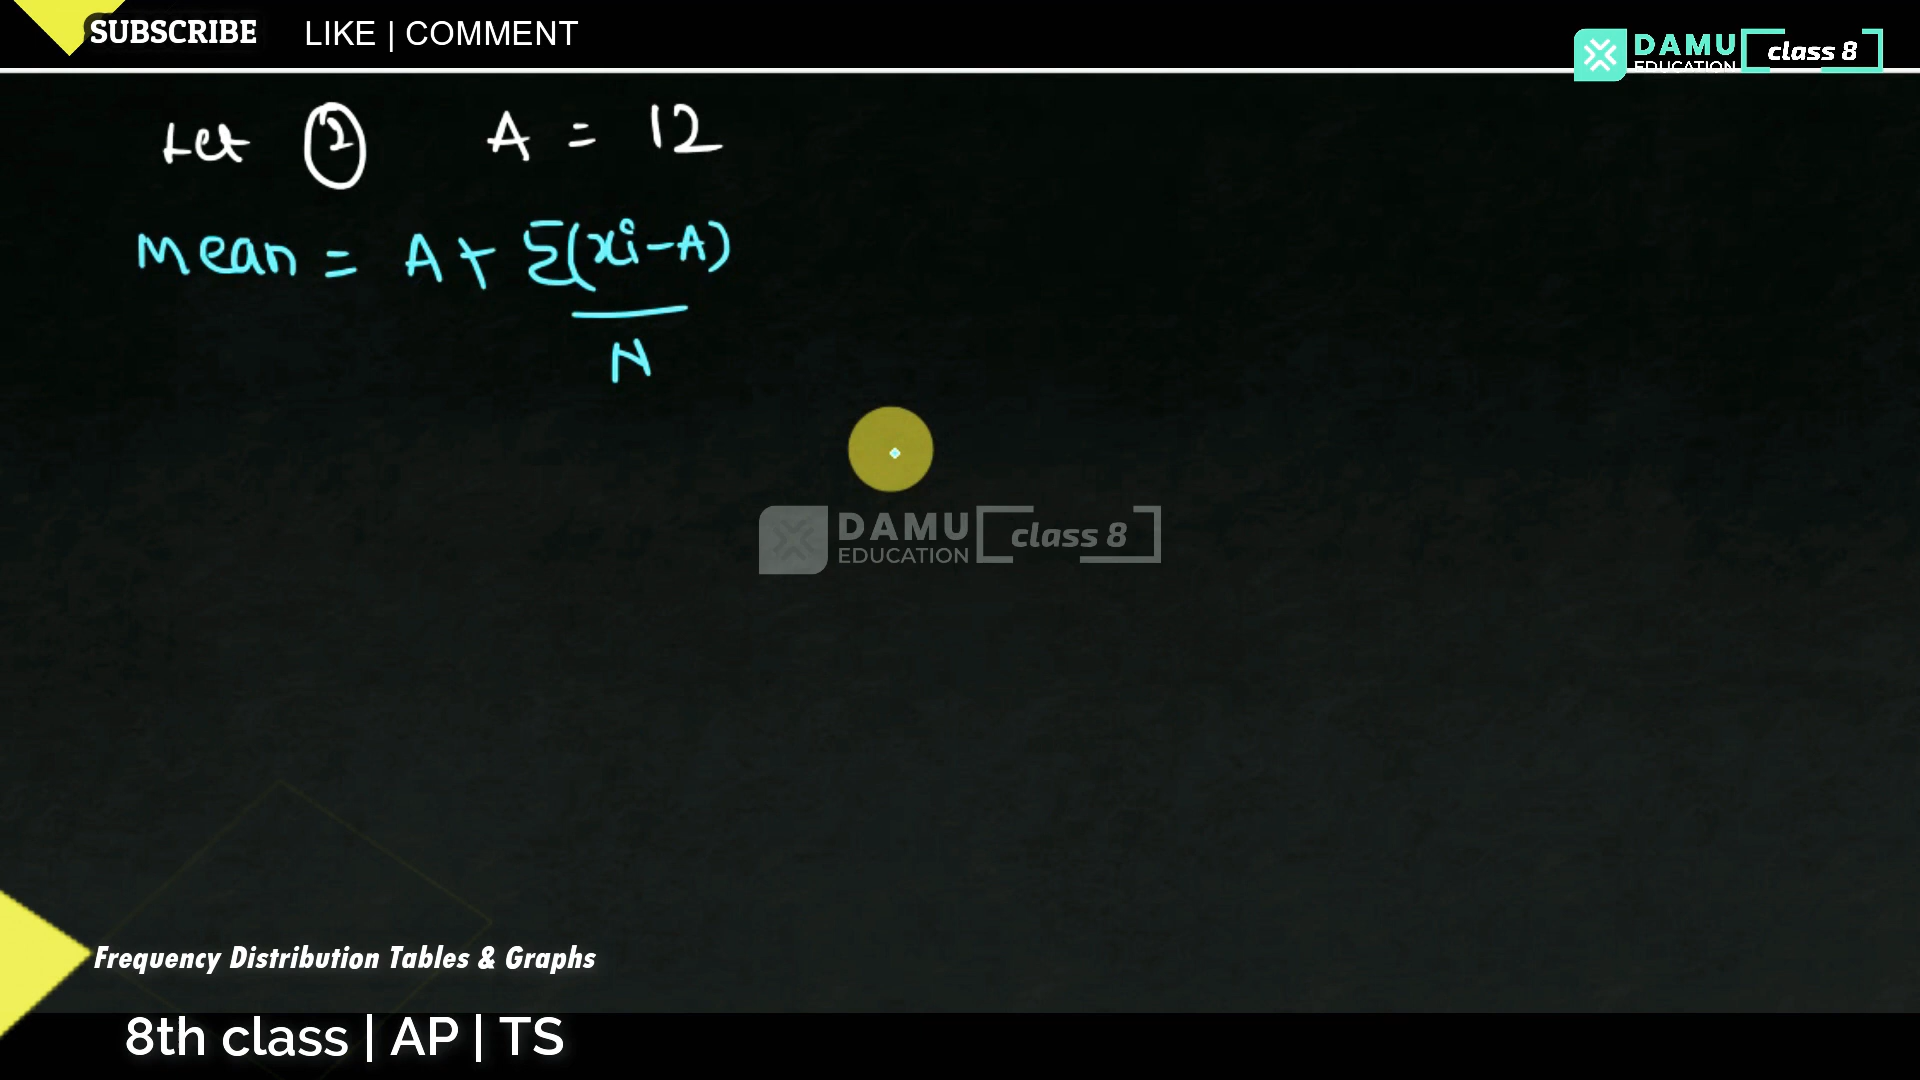 SUBSCRIBE LIKE | COMMENT
DAMU EDUCATION class 8
Let ② A = 12
Mean = A + Σ(xi-A)
N
DAMU EDUCATION class 8
Frequency Distribution Tables & Graphs
8th class | AP | TS